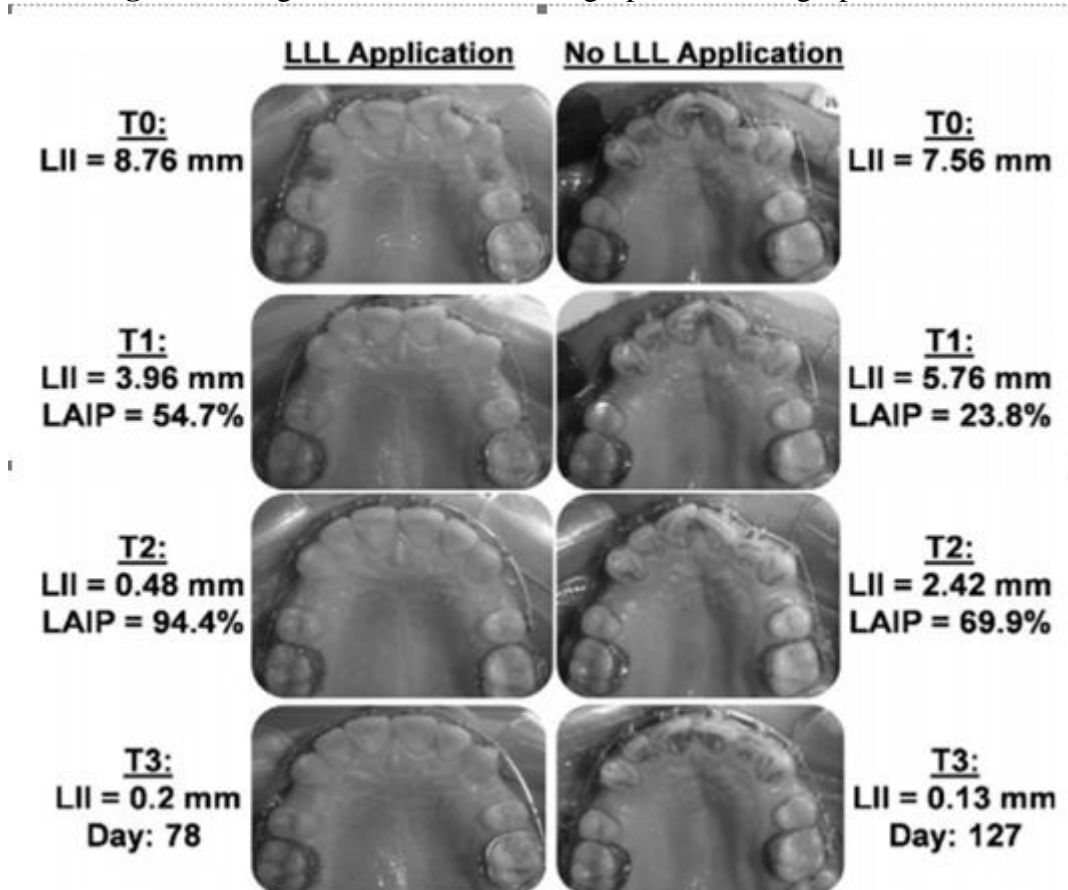 LLL Application No LLL Application
T0:
LII = 8.76 mm
T0:
LII = 7.56 mm
T1:
LII = 3.96 mm
LAIP = 54.7%
T1:
LII = 5.76 mm
LAIP = 23.8%
T2:
LII = 0.48 mm
LAIP = 94.4%
T2:
LII = 2.42 mm
LAIP = 69.9%
T3:
LII = 0.2 mm
Day: 78
T3:
LII = 0.13 mm
Day: 127